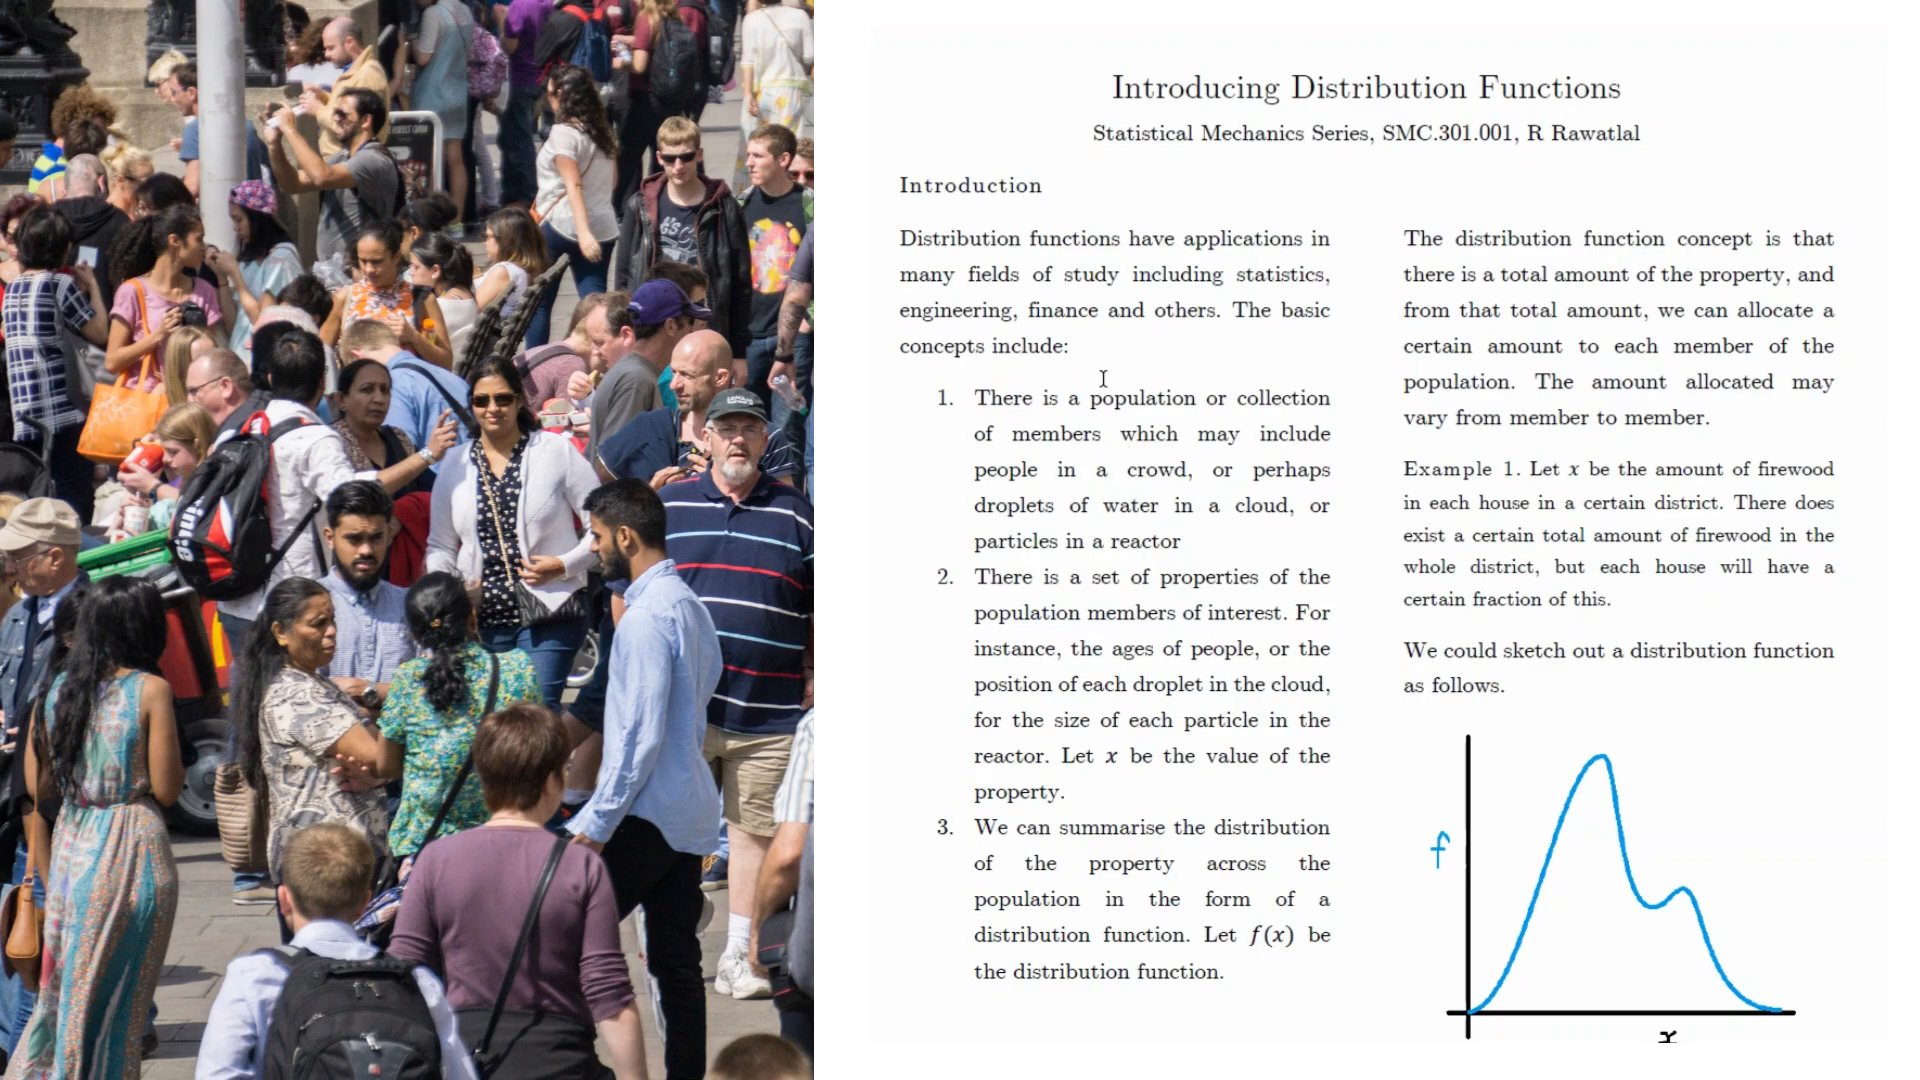 Introducing Distribution Functions
Statistical Mechanics Series, SMC.301.001, R Rawatlal
Introduction
Distribution functions have applications in
many fields of study including statistics,
engineering, finance and others. The basic
concepts include:
1. There is a population or collection
of members which may include
people in a crowd, or perhaps
droplets of water in a cloud, or
particles in a reactor
2. There is a set of properties of the
population members of interest. For
instance, the ages of people, or the
position of each droplet in the cloud,
for the size of each particle in the
reactor. Let x be the value of the
property.
3. We can summarise the distribution
of the property across the
population in the form of a
distribution function. Let f(x) be
the distribution function.
The distribution function concept is that
there is a total amount of the property, and
from that total amount, we can allocate a
certain amount to each member of the
population. The amount allocated may
vary from member to member.
Example 1. Let x be the amount of firewood
in each house in a certain district. There does
exist a certain total amount of firewood in the
whole district, but each house will have a
certain fraction of this.
We could sketch out a distribution function
as follows.
f
x